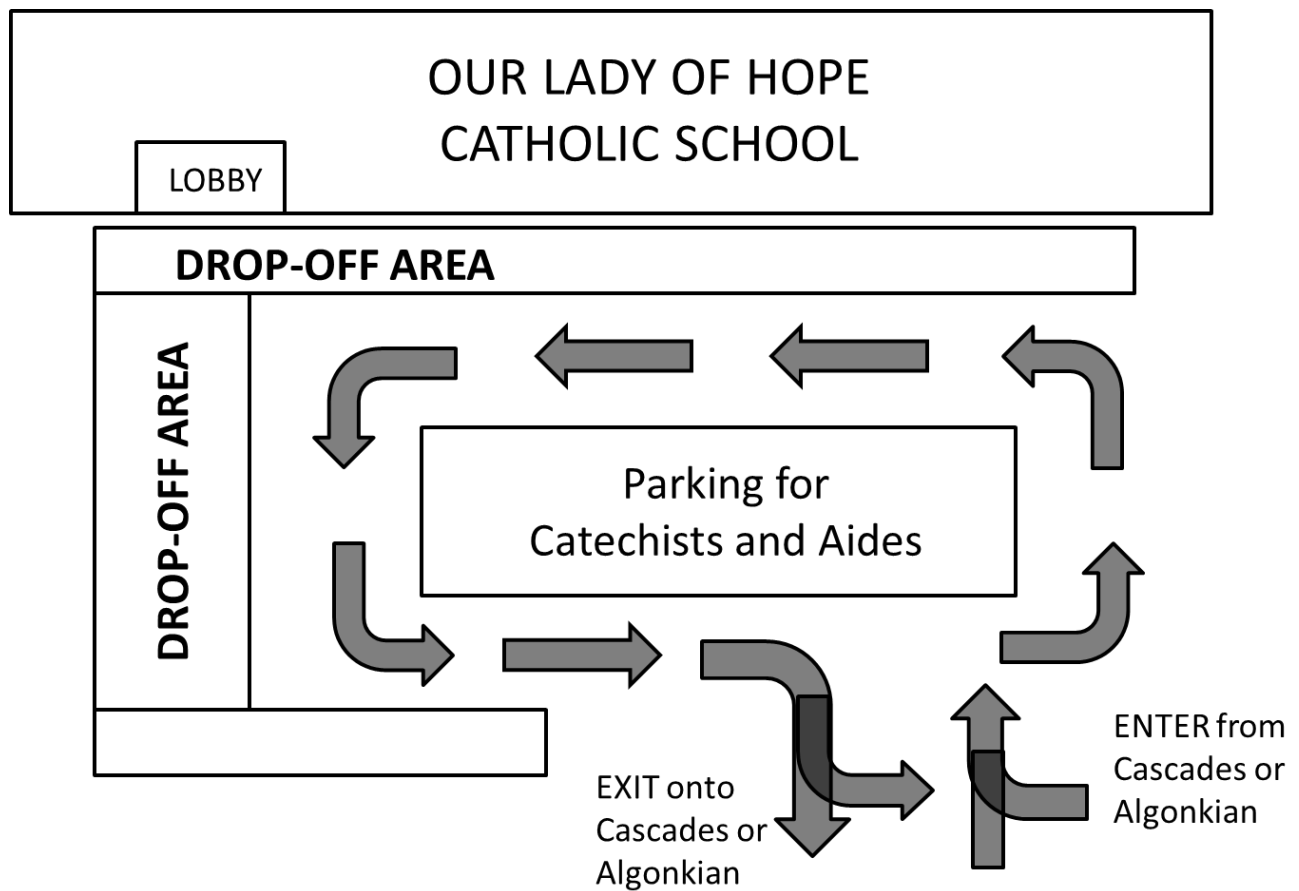 OUR LADY OF HOPE
CATHOLIC SCHOOL
LOBBY
DROP-OFF AREA
DROP-OFF AREA
Parking for
Catechists and Aides
EXIT onto
Cascades or
Algonkian
ENTER from
Cascades or
Algonkian